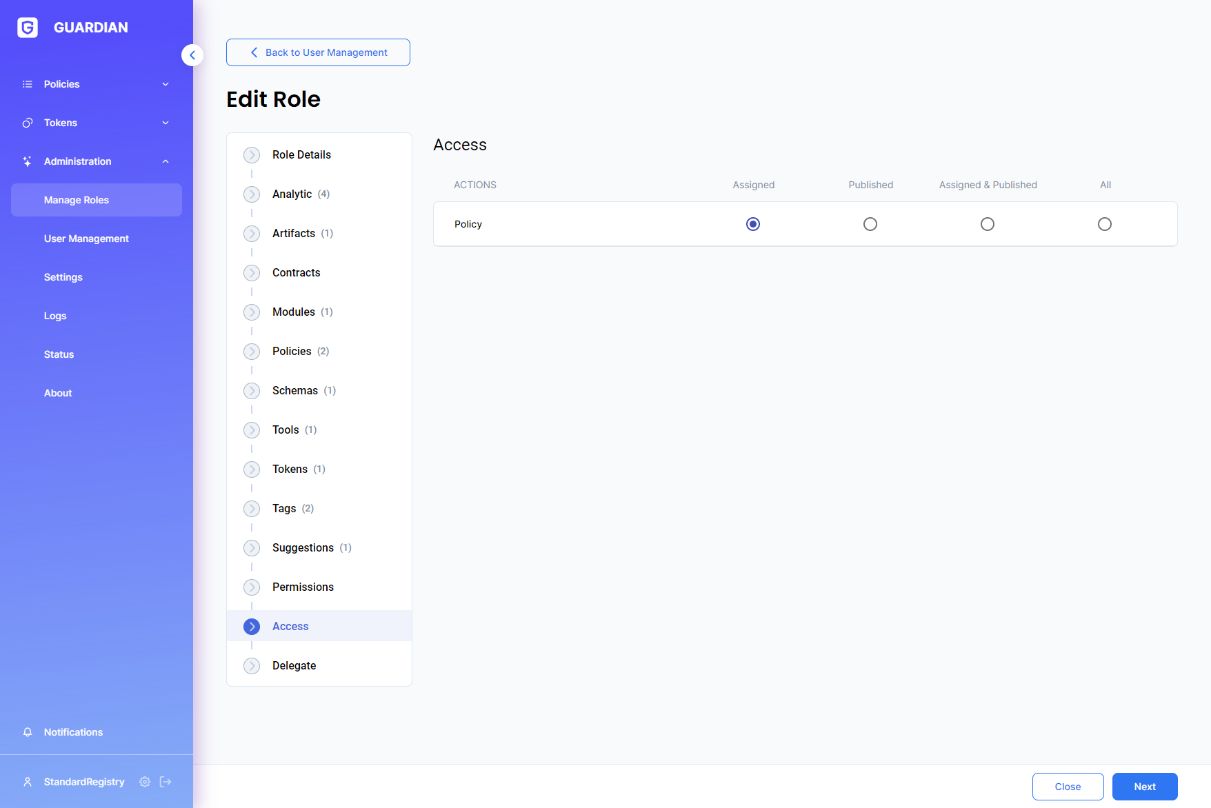 GUARDIAN
Policies
Tokens
Administration
Manage Roles
User Management
Settings
Logs
Status
About
Notifications
StandardRegistry
Back to User Management
Edit Role
Role Details
Analytic (4)
Artifacts (1)
Contracts
Modules (1)
Policies (2)
Schemas (1)
Tools (1)
Tokens (1)
Tags (2)
Suggestions (1)
Permissions
Access
Delegate
Access
ACTIONS Assigned Published Assigned & Published All
Policy
Close Next